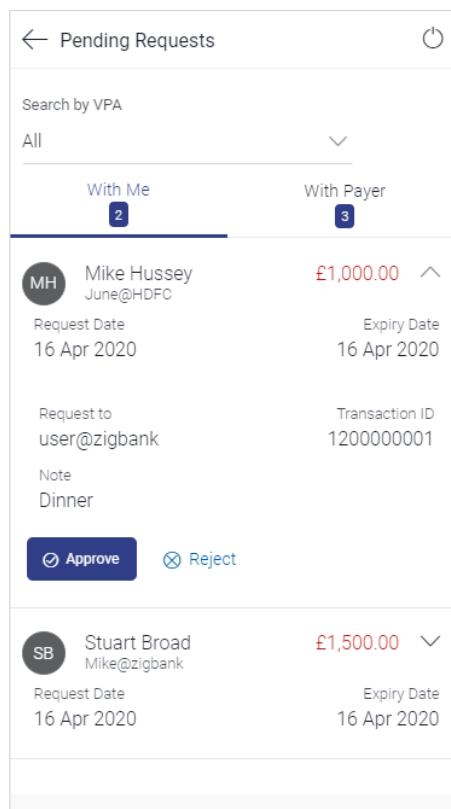 Pending Requests
Search by VPA
All
With Me With Payer
2 3
MH Mike Hussey £1,000.00
June@HDFC
Request Date Expiry Date
16 Apr 2020 16 Apr 2020
Request to Transaction ID
user@zigbank 1200000001
Note
Dinner
Approve Reject
SB Stuart Broad £1,500.00
Mike@zigbank
Request Date Expiry Date
16 Apr 2020 16 Apr 2020